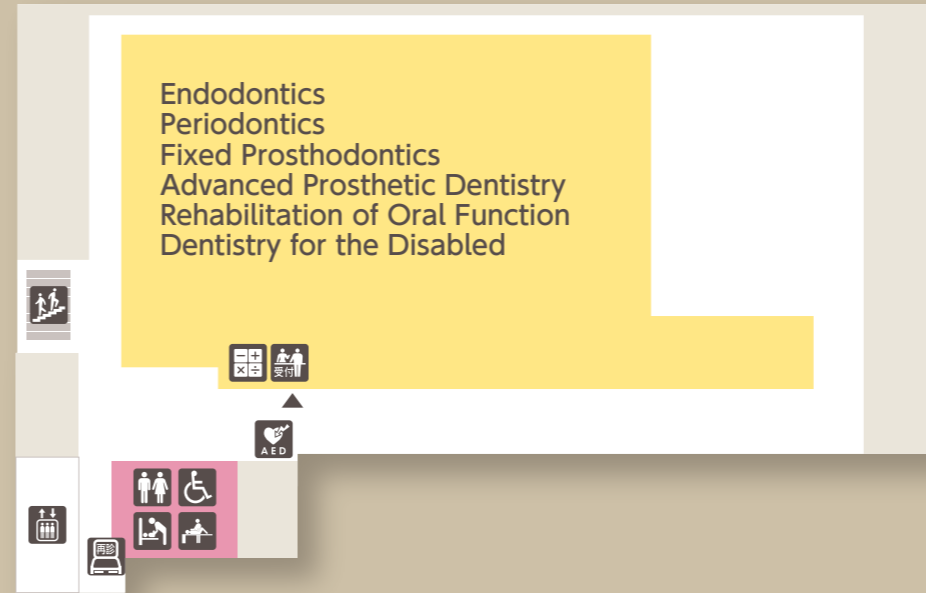 Endodontics
Periodontics
Fixed Prosthodontics
Advanced Prosthetic Dentistry
Rehabilitation of Oral Function
Dentistry for the Disabled
受付
AED
再診